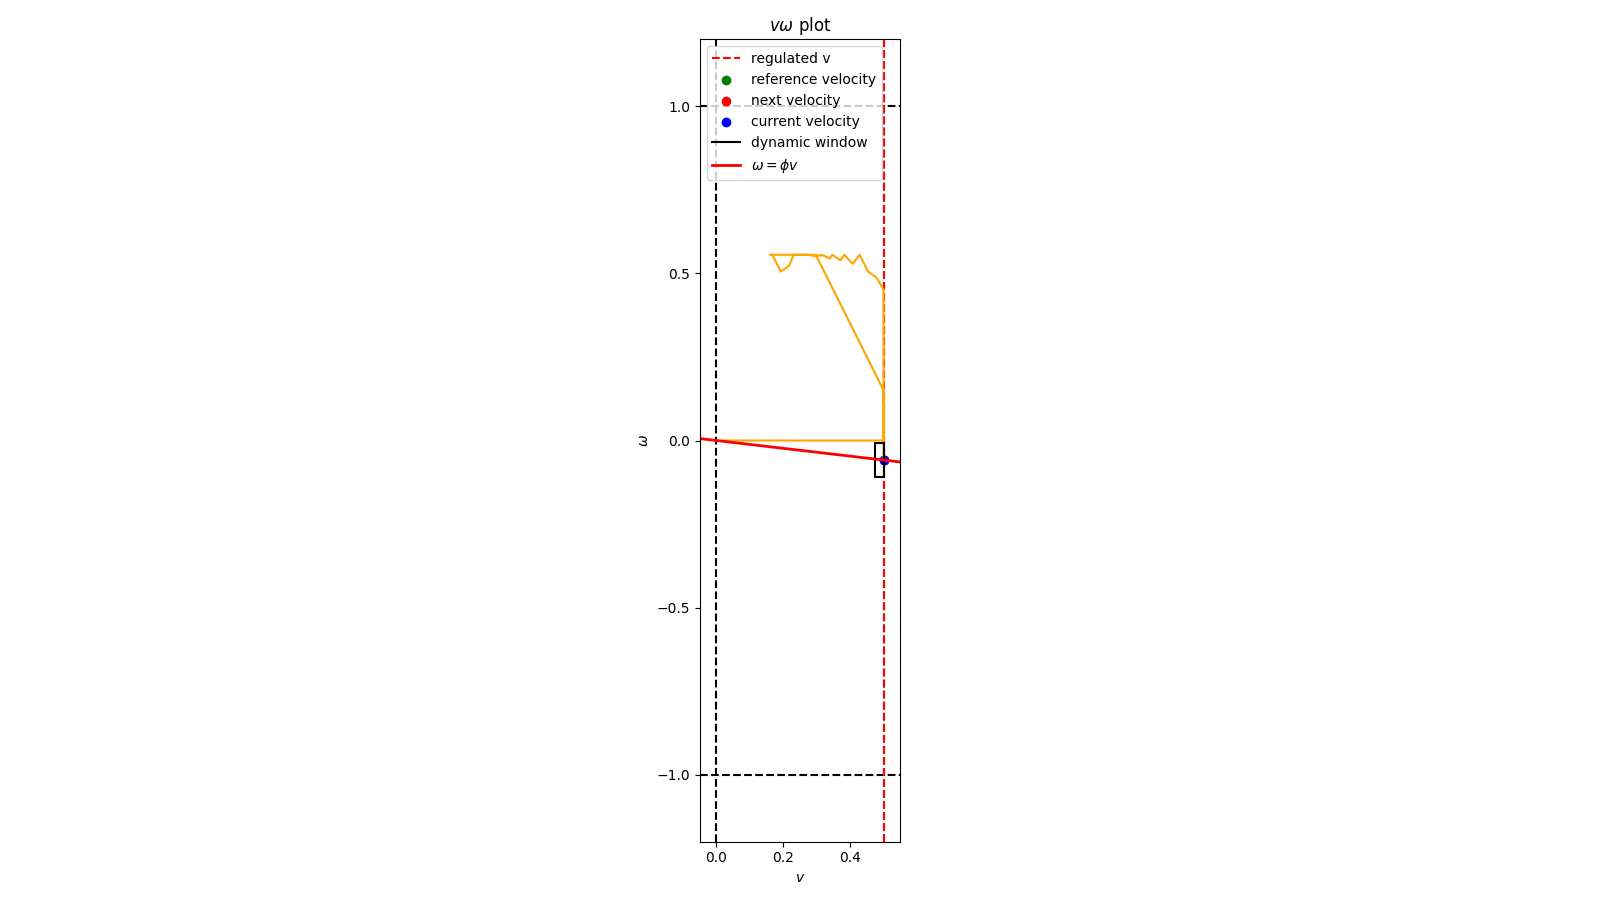 vω plot
regulated v
reference velocity
next velocity
current velocity
dynamic window
ω = ϕv
1.0
0.5
0.0
−0.5
−1.0
ω
0.0 0.2 0.4
v